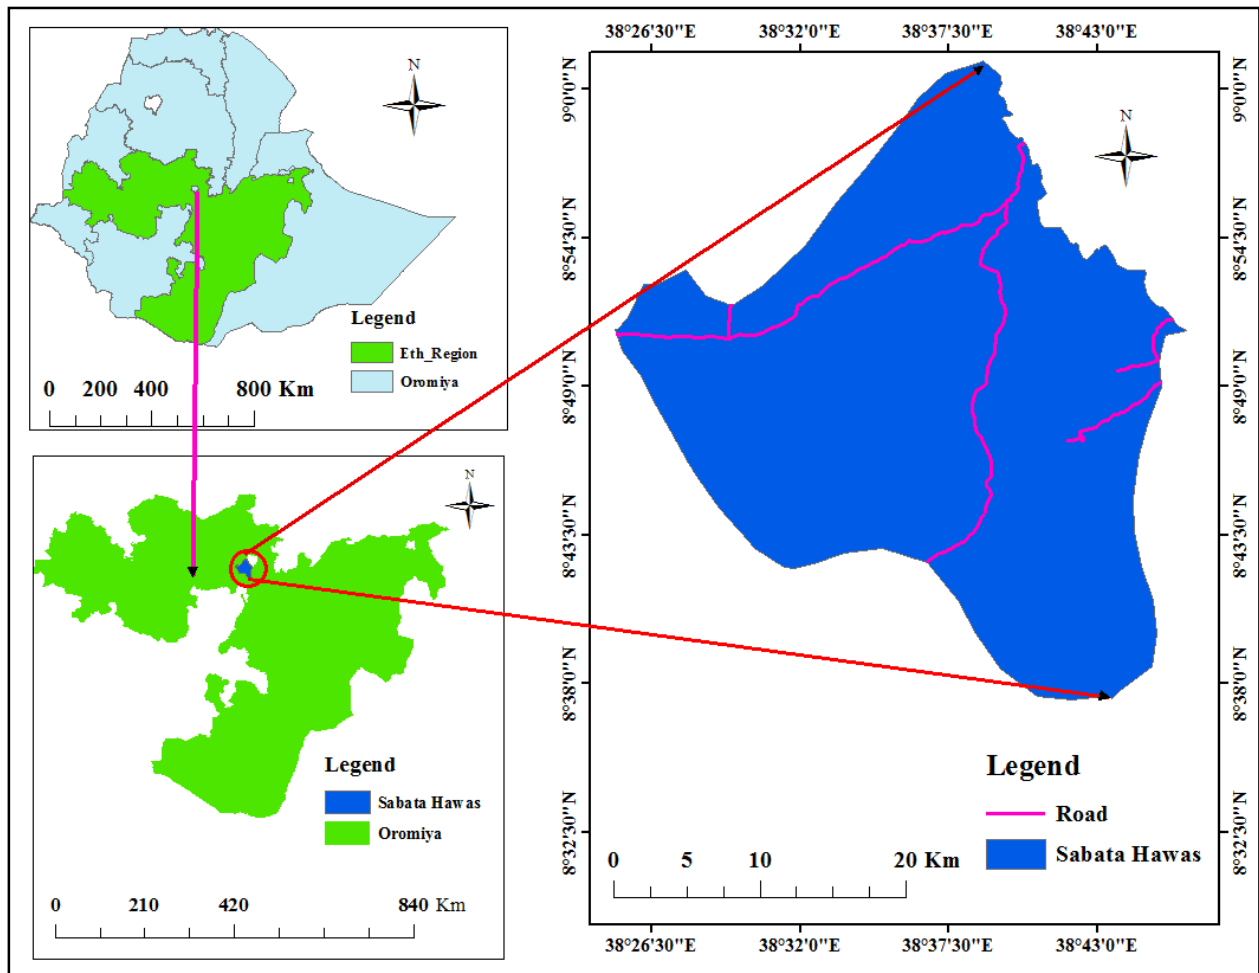 N
Legend
Eth_Region
Oromiya
0 200 400 800 Km
N
Legend
Sabata Hawas
Oromiya
0 210 420 840 Km
38°26'30"E 38°32'0"E 38°37'30"E 38°43'0"E
9°0'0"N
8°54'30"N
8°49'0"N
8°43'30"N
8°38'0"N
8°32'30"N
N
9°0'0"N
8°54'30"N
8°49'0"N
8°43'30"N
8°38'0"N
8°32'30"N
Legend
Road
Sabata Hawas
0 5 10 20 Km
38°26'30"E 38°32'0"E 38°37'30"E 38°43'0"E